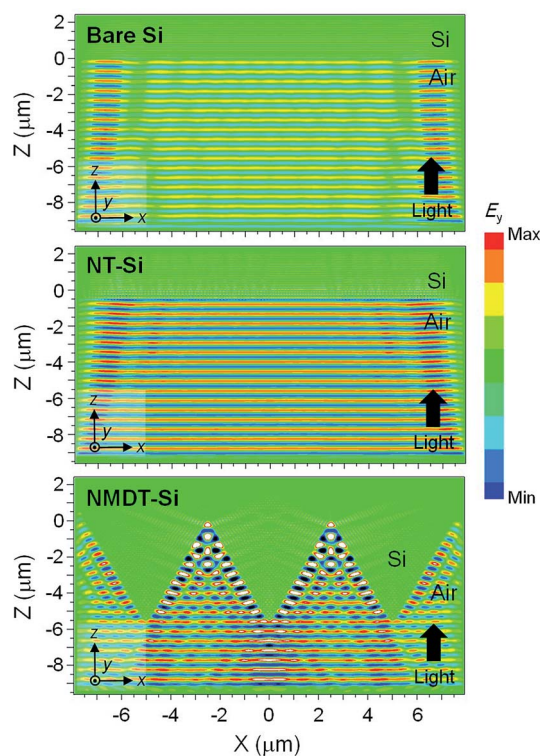 Bare Si
Si
Air
Light
z
y
x
2
0
-2
-4
-6
-8
Z (μm)
NT-Si
Si
Air
Light
z
y
x
2
0
-2
-4
-6
-8
Z (μm)
NMDT-Si
Si
Air
Light
z
y
x
2
0
-2
-4
-6
-8
Z (μm)
-6 -4 -2 0 2 4 6
X (μm)
Ey
Max
Min